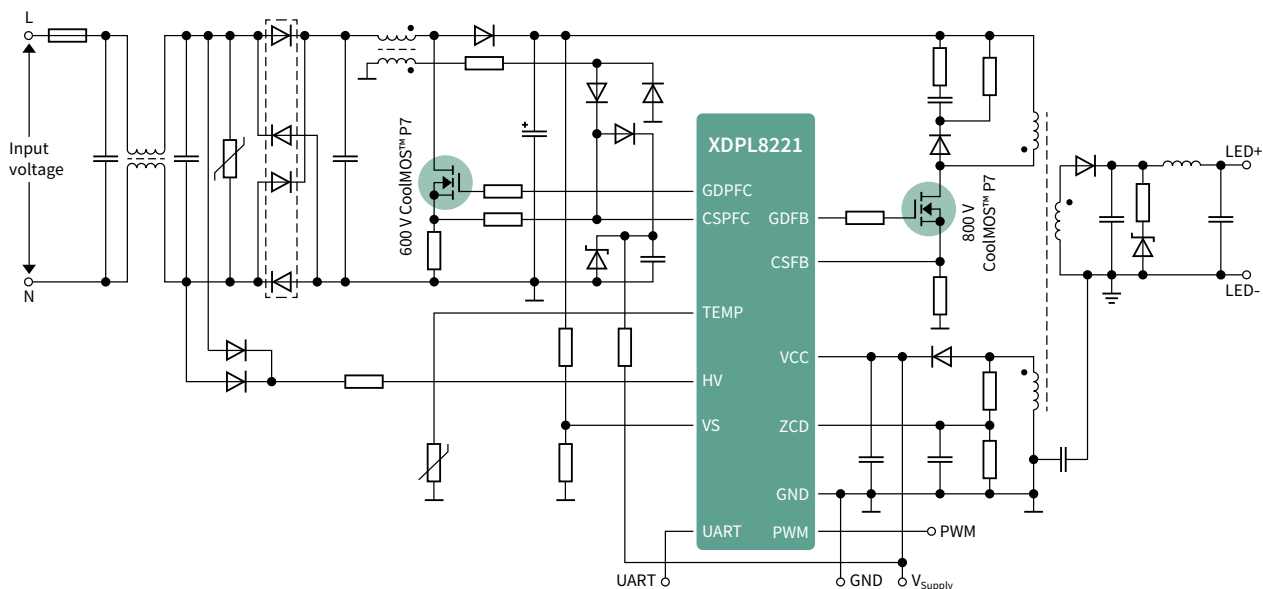 L
Input
voltage
N
600 V CoolMOS™ P7
XDPL8221
GDPFC
CSPFC
GDFB
CSFB
TEMP
VCC
HV
VS
ZCD
GND
UART
PWM
800 V
CoolMOS™ P7
LED+
LED-
PWM
UART
GND
VSupply